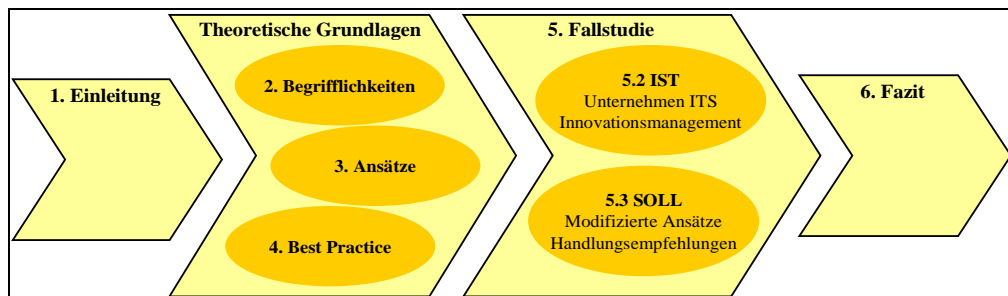 1. Einleitung
Theoretische Grundlagen
2. Begrifflichkeiten
3. Ansätze
4. Best Practice
5. Fallstudie
5.2 IST
Unternehmen ITS
Innovationsmanagement
5.3 SOLL
Modifizierte Ansätze
Handlungsempfehlungen
6. Fazit